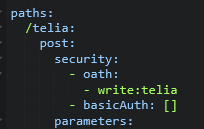 paths:
/telia:
post:
security:
- oath:
- write:telia
- basicAuth: []
parameters: